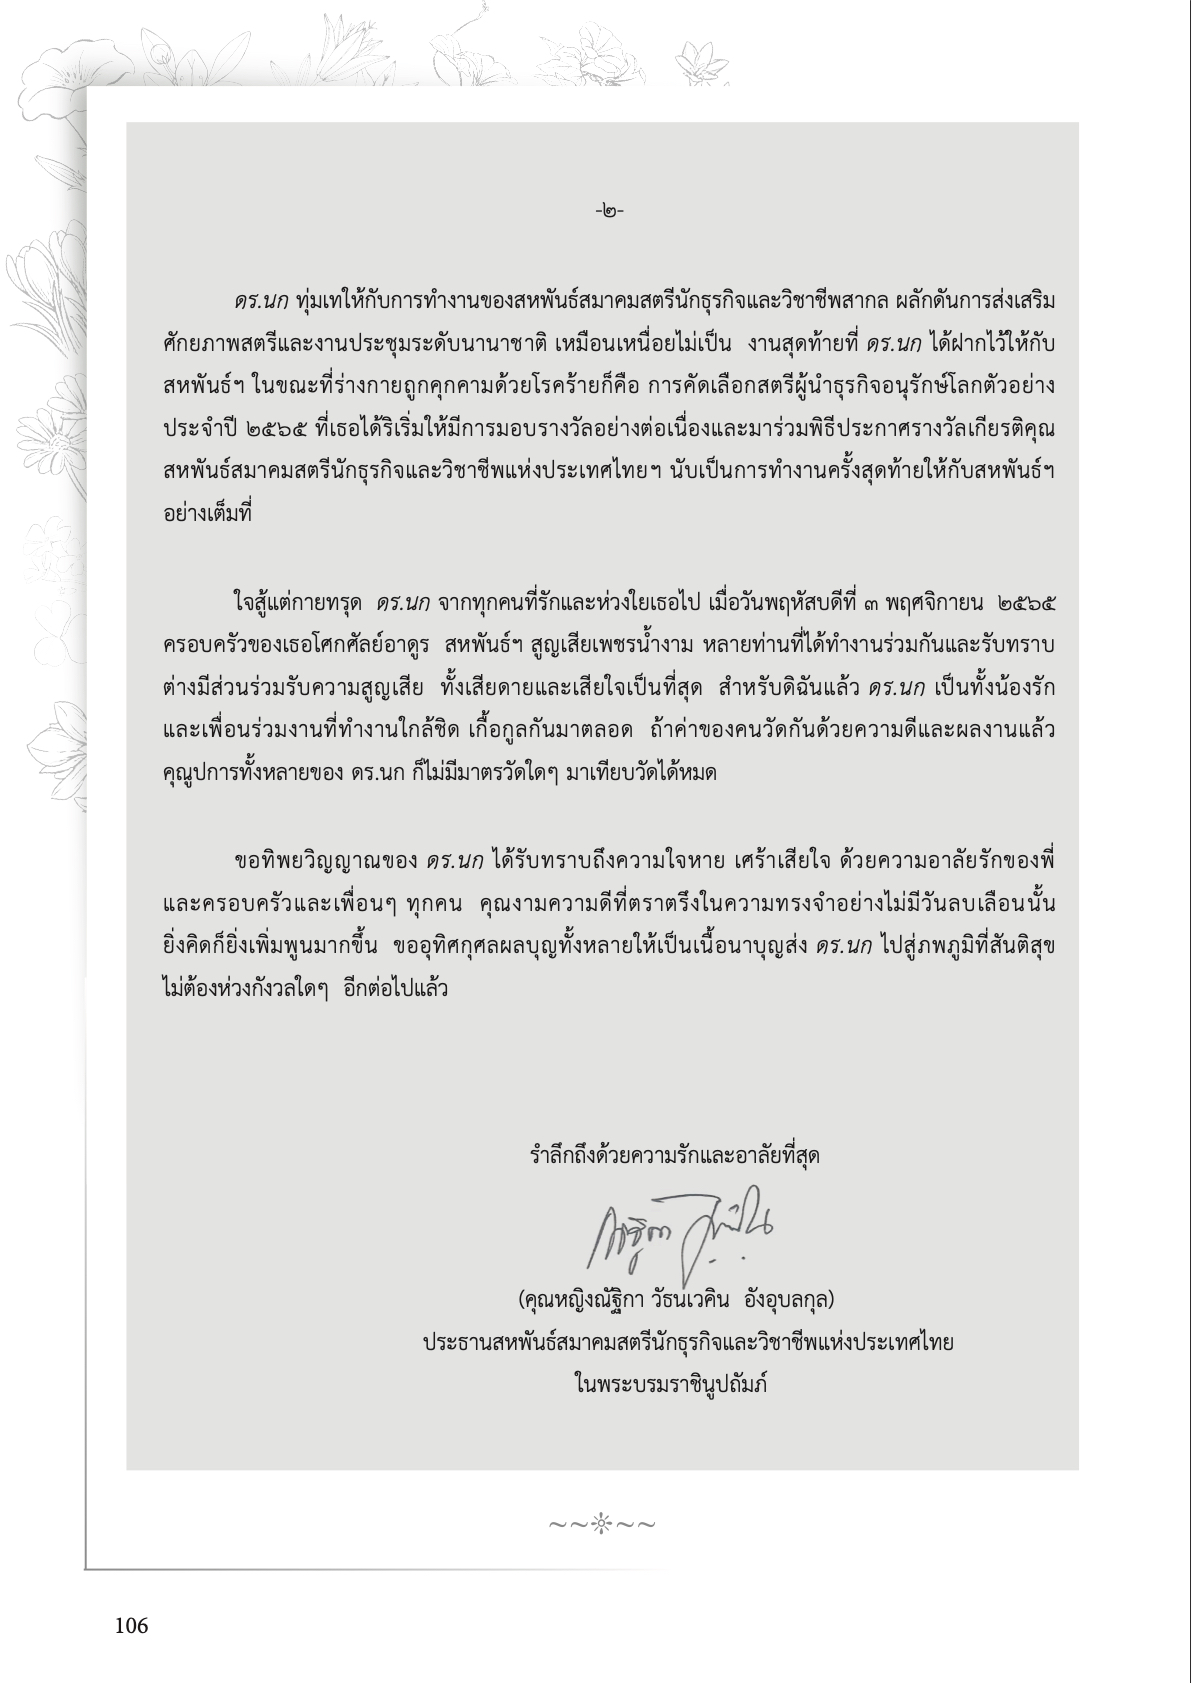 -๒-
ดร.นก ทุ่มเทให้กับการทำงานของสหพันธ์สมาคมสตรีนักธุรกิจและวิชาชีพสากล ผลักดันการส่งเสริม
ศักยภาพสตรีและงานประชุมระดับนานาชาติ เหมือนเหนื่อยไม่เป็น งานสุดท้ายที่ ดร.นก ได้ฝากไว้ให้กับ
สหพันธ์ฯ ในขณะที่ร่างกายถูกคุกคามด้วยโรคร้ายก็คือ การคัดเลือกสตรีผู้นำธุรกิจอนุรักษ์โลกตัวอย่าง
ประจำปี ๒๕๖๕ ที่เธอได้ริเริ่มให้มีการมอบรางวัลอย่างต่อเนื่องและมาร่วมพิธีประกาศรางวัลเกียรติคุณ
สหพันธ์สมาคมสตรีนักธุรกิจและวิชาชีพแห่งประเทศไทยฯ นับเป็นการทำงานครั้งสุดท้ายให้กับสหพันธ์ฯ
อย่างเต็มที่
ใจสู้แต่กายทรุด ดร.นก จากทุกคนที่รักและห่วงใยเธอไป เมื่อวันพฤหัสบดีที่ ๓ พฤศจิกายน ๒๕๖๕
ครอบครัวของเธอโศกศัลย์อาดูร สหพันธ์ฯ สูญเสียเพชรน้ำงาม หลายท่านที่ได้ทำงานร่วมกันและรับทราบ
ต่างมีส่วนร่วมรับความสูญเสีย ทั้งเสียดายและเสียใจเป็นที่สุด สำหรับดิฉันแล้ว ดร.นก เป็นทั้งน้องรัก
และเพื่อนร่วมงานที่ทำงานใกล้ชิด เกื้อกูลกันมาตลอด ถ้าค่าของคนวัดกันด้วยความดีและผลงานแล้ว
คุณูปการทั้งหลายของ ดร.นก ก็ไม่มีมาตรวัดใดๆ มาเทียบวัดได้หมด
ขอทิพยวิญญาณของ ดร.นก ได้รับทราบถึงความใจหาย เศร้าเสียใจ ด้วยความอาลัยรักของพี่
และครอบครัวและเพื่อนๆ ทุกคน คุณงามความดีที่ตราตรึงในความทรงจำอย่างไม่มีวันลบเลือนนั้น
ยิ่งคิดก็ยิ่งเพิ่มพูนมากขึ้น ขออุทิศกุศลผลบุญทั้งหลายให้เป็นเนื้อนาบุญส่ง ดร.นก ไปสู่ภพภูมิที่สันติสุข
ไม่ต้องห่วงกังวลใดๆ อีกต่อไปแล้ว
รำลึกถึงด้วยความรักและอาลัยที่สุด
(คุณหญิงณัฐิกา วัธนเวคิน อังอุบลกุล)
ประธานสหพันธ์สมาคมสตรีนักธุรกิจและวิชาชีพแห่งประเทศไทย
ในพระบรมราชินูปถัมภ์
106